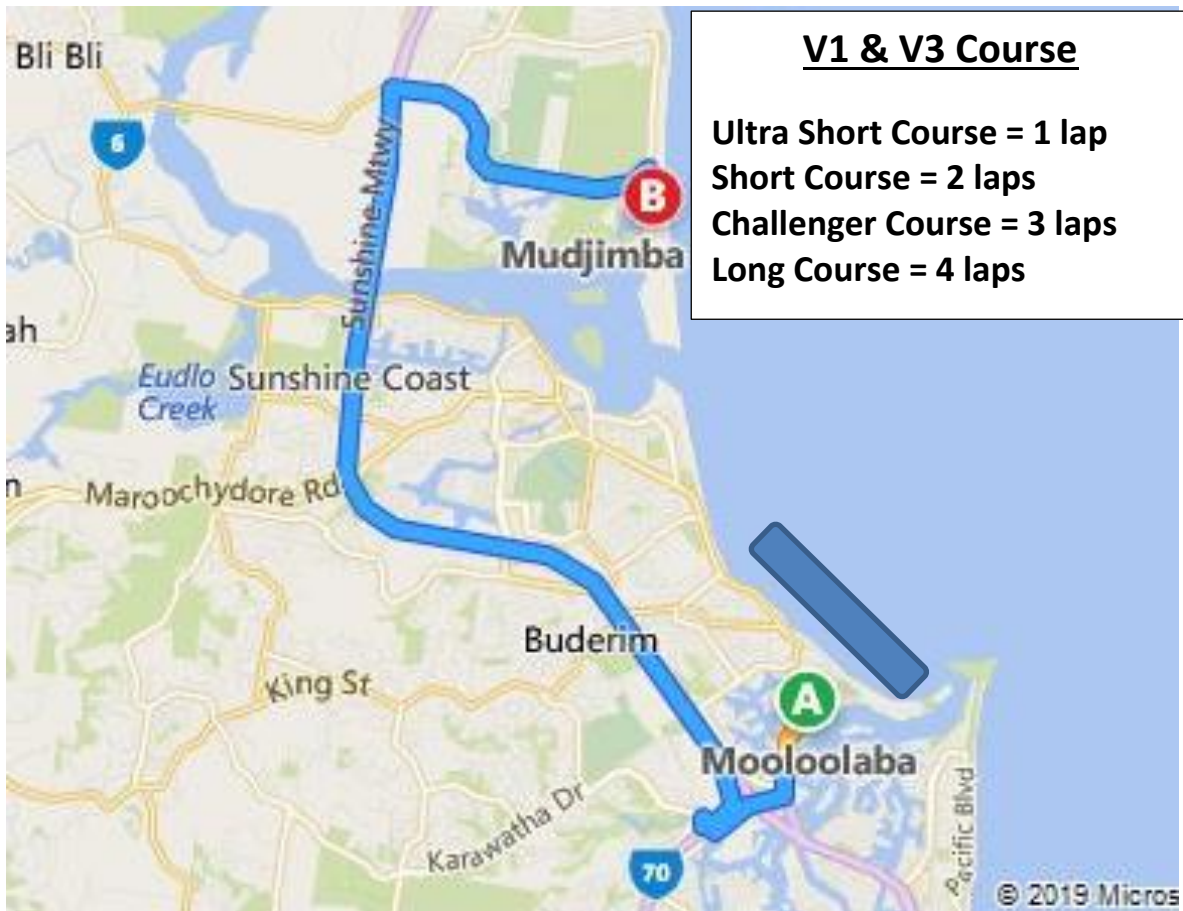 V1 & V3 Course
Ultra Short Course = 1 lap
Short Course = 2 laps
Challenger Course = 3 laps
Long Course = 4 laps
Bli Bli
6
Sunshine Mtwy
B
Mudjimba
ah
Eudlo
Creek
Sunshine Coast
n
Maroochydore Rd
Buderim
King St
A
Mooloolaba
Karawatha Dr
Pacific Blvd
70
© 2019 Micros